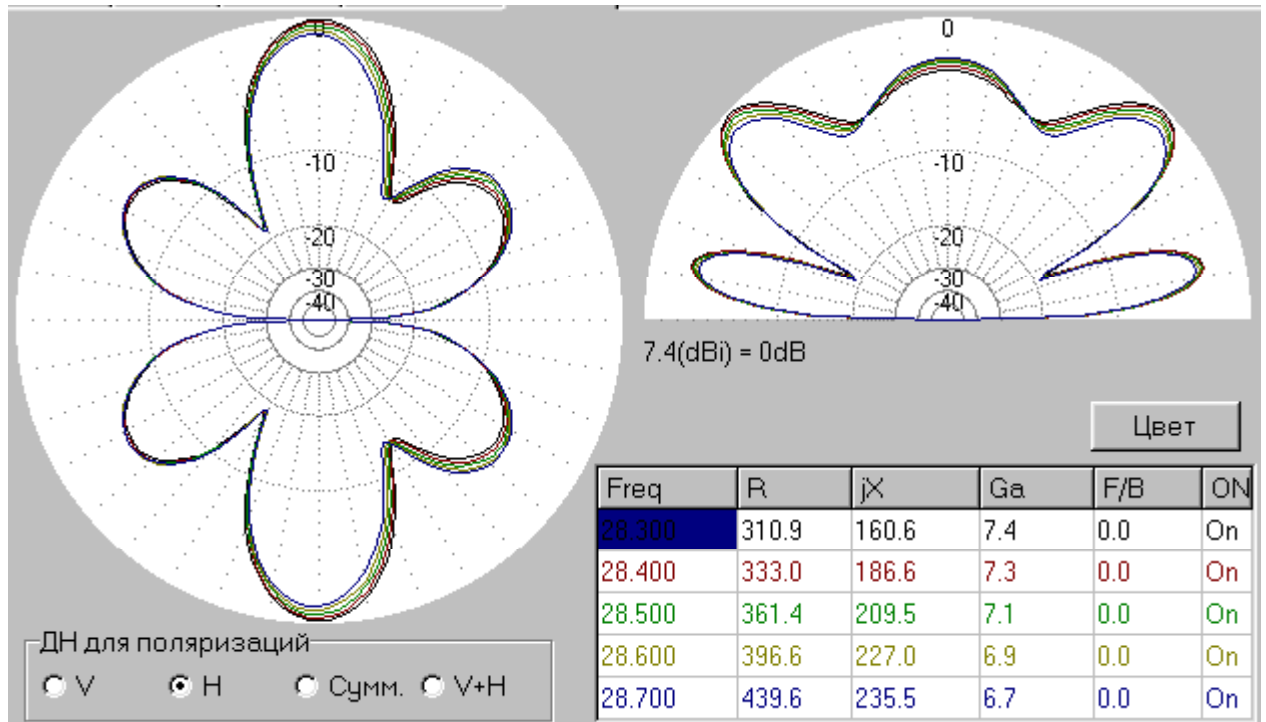 0
-10
-20
-30
-40
0
-10
-20
-30
-40
7.4(dBi) = 0dB
Цвет
Freq R jX Ga F/B ON
28.300 310.9 160.6 7.4 0.0 On
28.400 333.0 186.6 7.3 0.0 On
28.500 361.4 209.5 7.1 0.0 On
28.600 396.6 227.0 6.9 0.0 On
28.700 439.6 235.5 6.7 0.0 On
ДН для поляризаций
V H Сумм. V+H